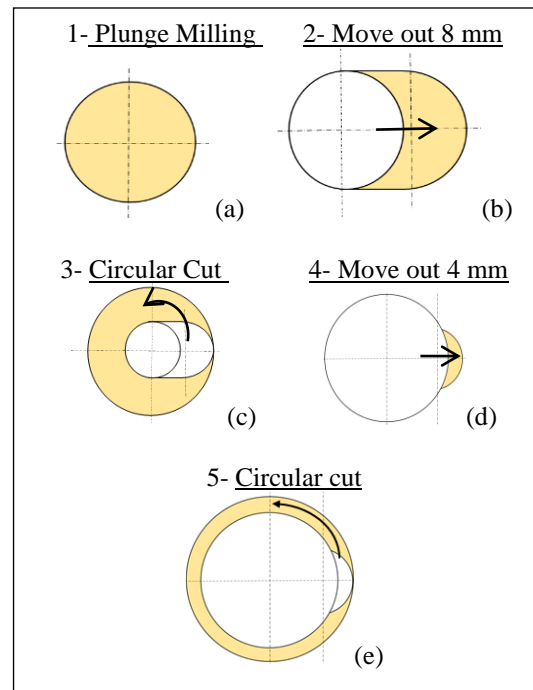 1- Plunge Milling
2- Move out 8 mm
(a)
(b)
3- Circular Cut
4- Move out 4 mm
(c)
(d)
5- Circular cut
(e)